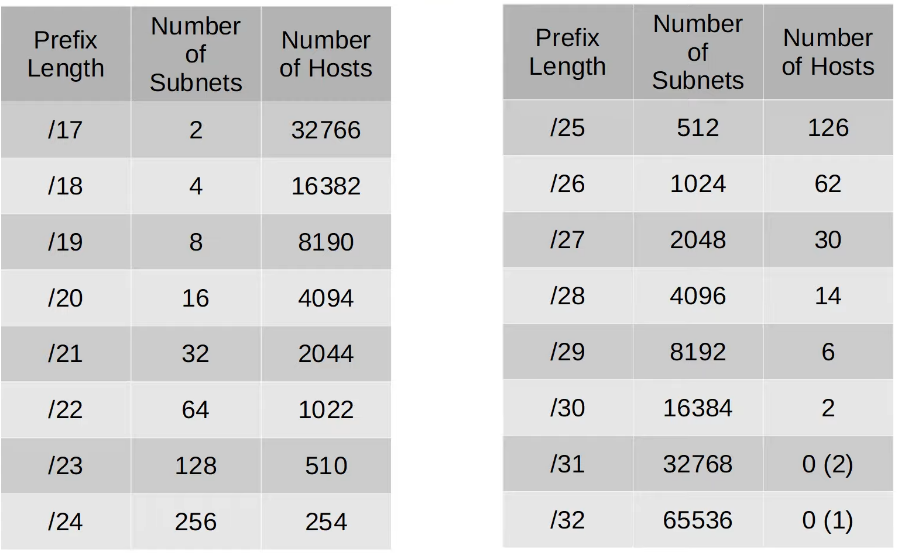 Prefix Length Number of Subnets Number of Hosts
/17 2 32766
/18 4 16382
/19 8 8190
/20 16 4094
/21 32 2044
/22 64 1022
/23 128 510
/24 256 254
Prefix Length Number of Subnets Number of Hosts
/25 512 126
/26 1024 62
/27 2048 30
/28 4096 14
/29 8192 6
/30 16384 2
/31 32768 0 (2)
/32 65536 0 (1)